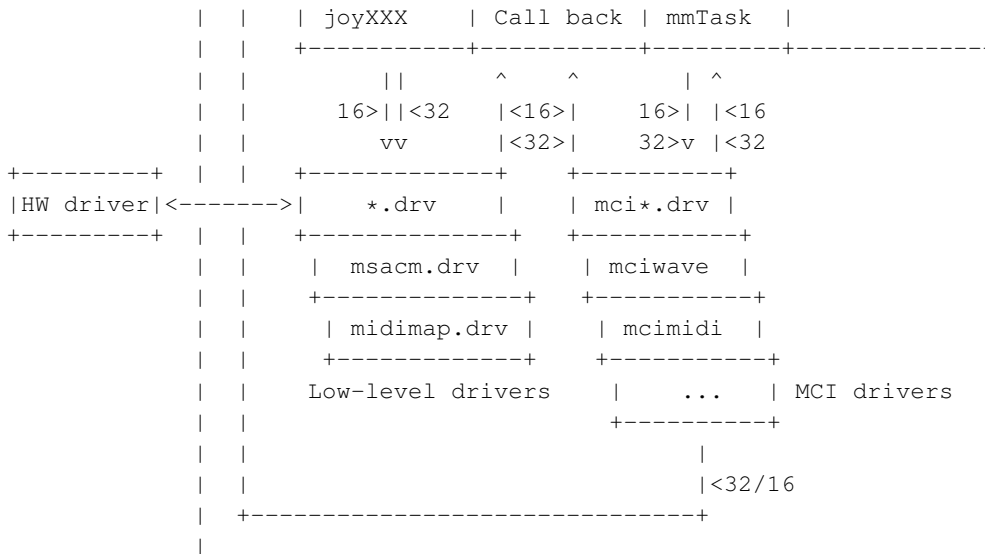 | | | joyXXX | Call back | mmTask |
| | +-----------+-----------+---------+-------------
| | || ^ ^ | ^
| | 16>||<32 |<16>| 16>| |<16
| | vv |<32>| 32>v |<32
+---------+ | | +-------------+ +----------+
|HW driver|<------->| *.drv | | mci*.drv |
+---------+ | | +--------------+ +-----------+
| | | msacm.drv | | mciwave |
| | +--------------+ +-----------+
| | | midimap.drv | | mcimidi |
| | +-------------+ +-----------+
| | Low-level drivers | ... | MCI drivers
| | +----------+
| | |
| | |<32/16
| +-------------------------------+
|